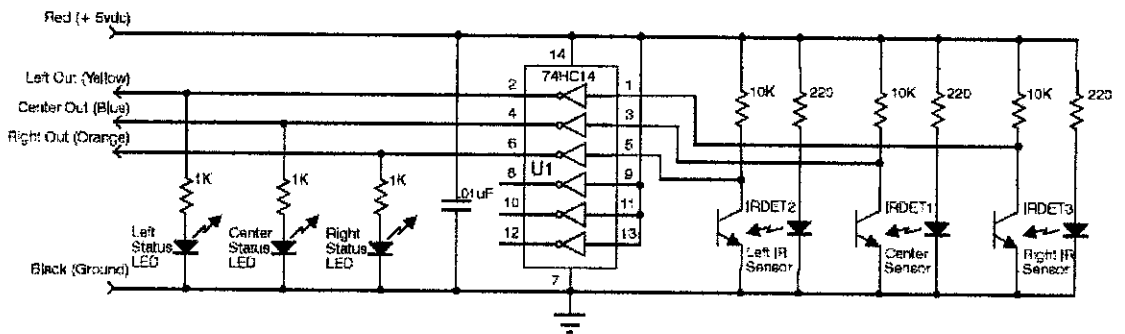 Red (+ 5vdc)
14
74HC14
Left Out (Yellow)
2
1
10K
220
10K
220
10K
220
Center Out (Blue)
4
3
Right Out (Orange)
6
5
U1
8
9
1K
1K
1K
.01uF
10
11
IRDET2
IRDET1
IRDET3
12
13
Left
Status
LED
Center
Status
LED
Right
Status
LED
Left IR
Sensor
Center
Sensor
Right IR
Sensor
Black (Ground)
7